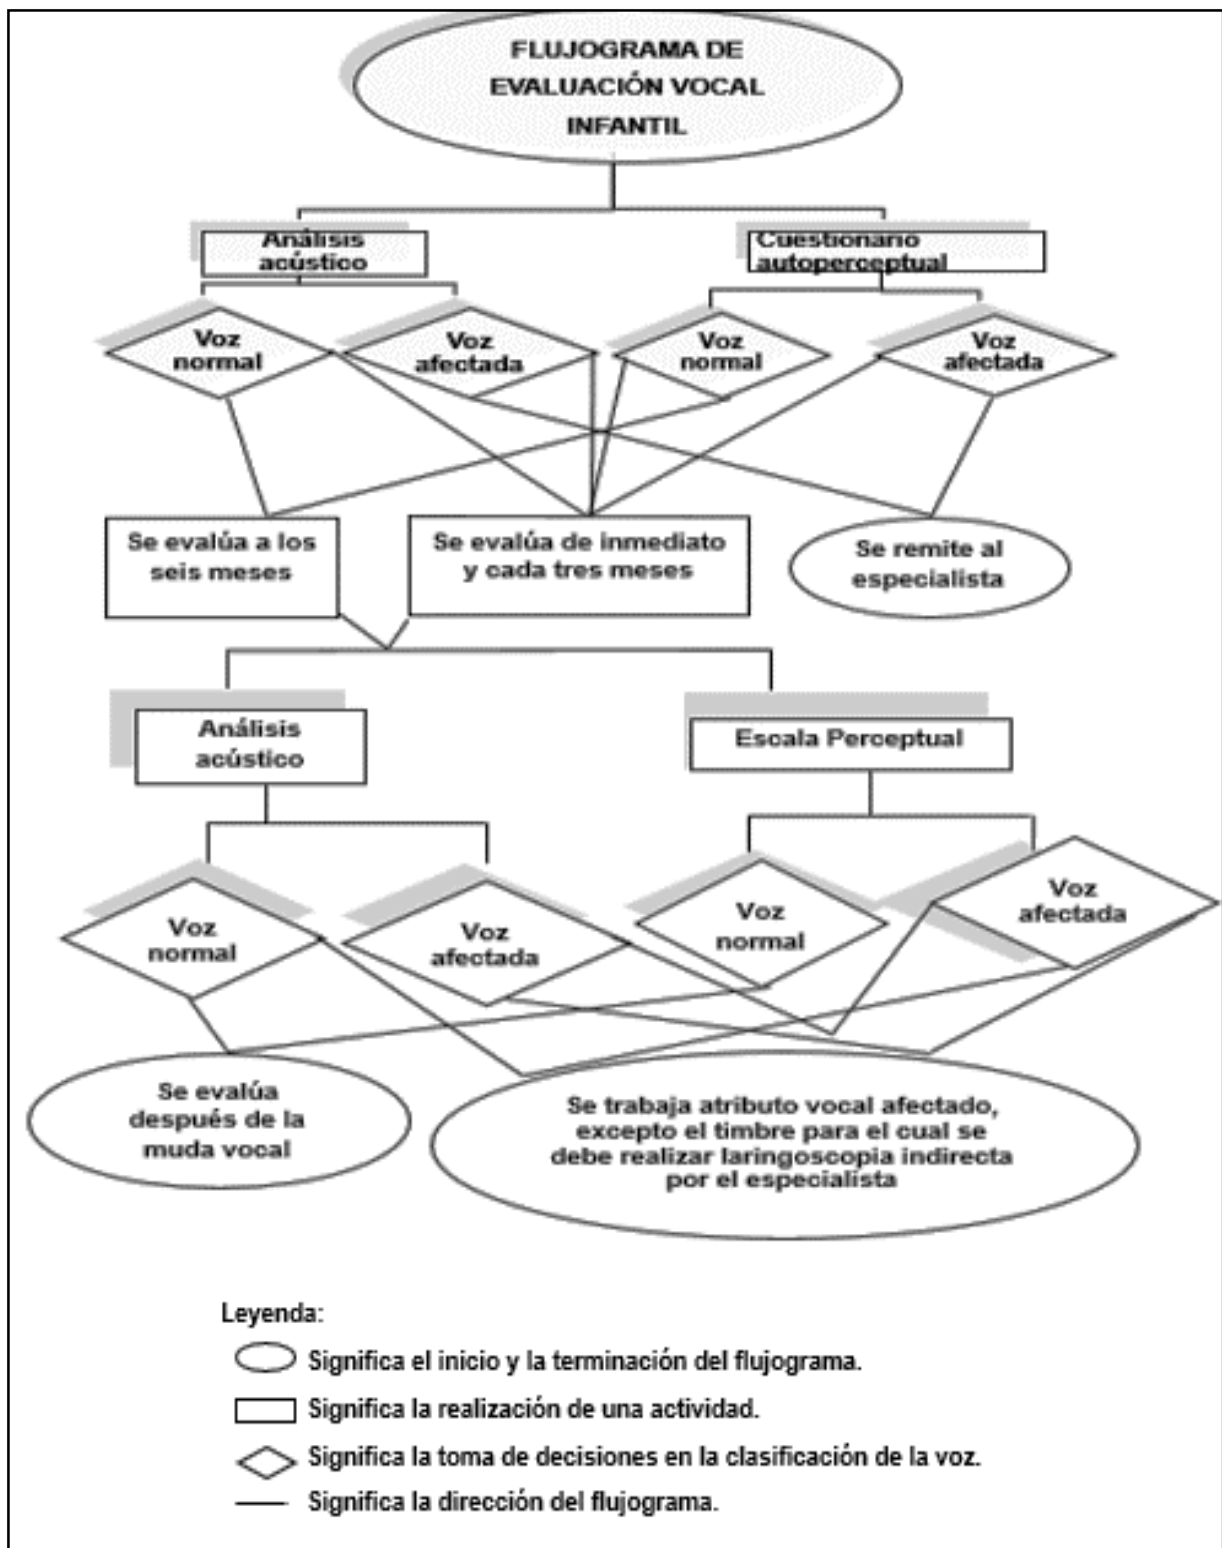 FLUJOGRAMA DE
EVALUACIÓN VOCAL
INFANTIL
Análisis
acústico
Cuestionario
autoperceptual
Voz
normal
Voz
afectada
Voz
normal
Voz
afectada
Se evalúa a los
seis meses
Se evalúa de inmediato
y cada tres meses
Se remite al
especialista
Análisis
acústico
Escala Perceptual
Voz
normal
Voz
afectada
Voz
normal
Voz
afectada
Se evalúa
después de la
muda vocal
Se trabaja atributo vocal afectado,
excepto el timbre para el cual se
debe realizar laringoscopia indirecta
por el especialista
Leyenda:
Significa el inicio y la terminación del flujograma.
Significa la realización de una actividad.
Significa la toma de decisiones en la clasificación de la voz.
Significa la dirección del flujograma.